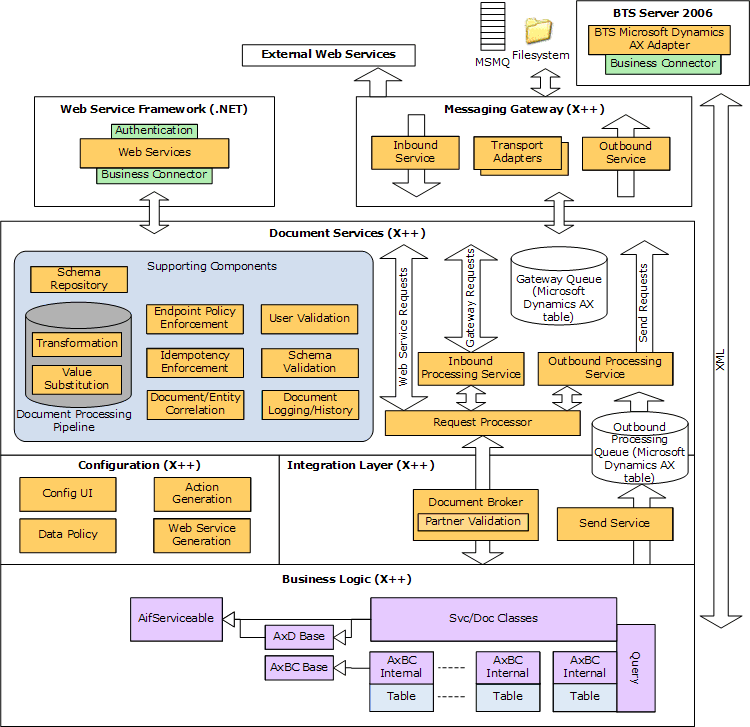 BTS Server 2006
BTS Microsoft Dynamics
AX Adapter
Business Connector
External Web Services
MSMQ
Filesystem
Web Service Framework (.NET)
Authentication
Web Services
Business Connector
Messaging Gateway (X++)
Inbound
Service
Transport
Adapters
Outbound
Service
Document Services (X++)
Supporting Components
Schema
Repository
Transformation
Value
Substitution
Document Processing
Pipeline
Endpoint Policy
Enforcement
User Validation
Idempotency
Enforcement
Schema
Validation
Document/Entity
Correlation
Document
Logging/History
Web Service Requests
Gateway Requests
Gateway Queue
(Microsoft
Dynamics AX
table)
Send Requests
Inbound
Processing Service
Outbound Processing
Service
Request Processor
Outbound
Processing
Queue (Microsoft
Dynamics AX
table)
XML
Configuration (X++)
Config UI
Action
Generation
Data Policy
Web Service
Generation
Integration Layer (X++)
Document Broker
Partner Validation
Send Service
Business Logic (X++)
AifServiceable
AxD Base
AxBC Base
Svc/Doc Classes
AxBC
Internal
Table
AxBC
Internal
Table
AxBC
Internal
Table
Query